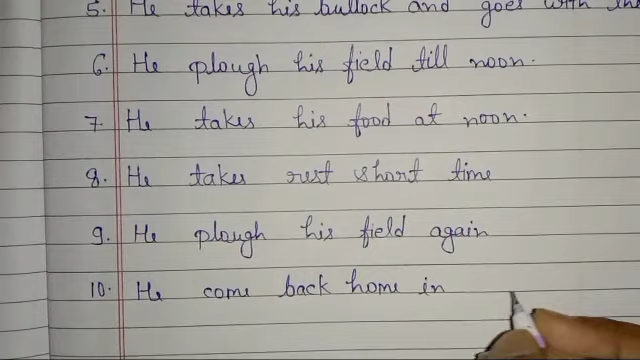 5. He takes his bullock and goes with
6. He plough his field till noon.
7. He takes his food at noon.
8. He takes rest short time
9. He plough his field again
10. He come back home in